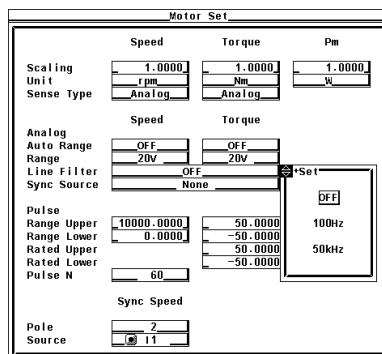 Motor Set
Speed Torque Pm
Scaling 1.0000 1.0000 1.0000
Unit rpm Nm W
Sense Type Analog Analog
Speed Torque
Analog
Auto Range OFF OFF
Range 20V 20V
Line Filter OFF
Sync Source None
Set
OFF
100Hz
50kHz
Pulse
Range Upper 10000.0000 50.0000
Range Lower 0.0000 -50.0000
Rated Upper 50.0000
Rated Lower -50.0000
Pulse N 60
Sync Speed
Pole 2
Source I1